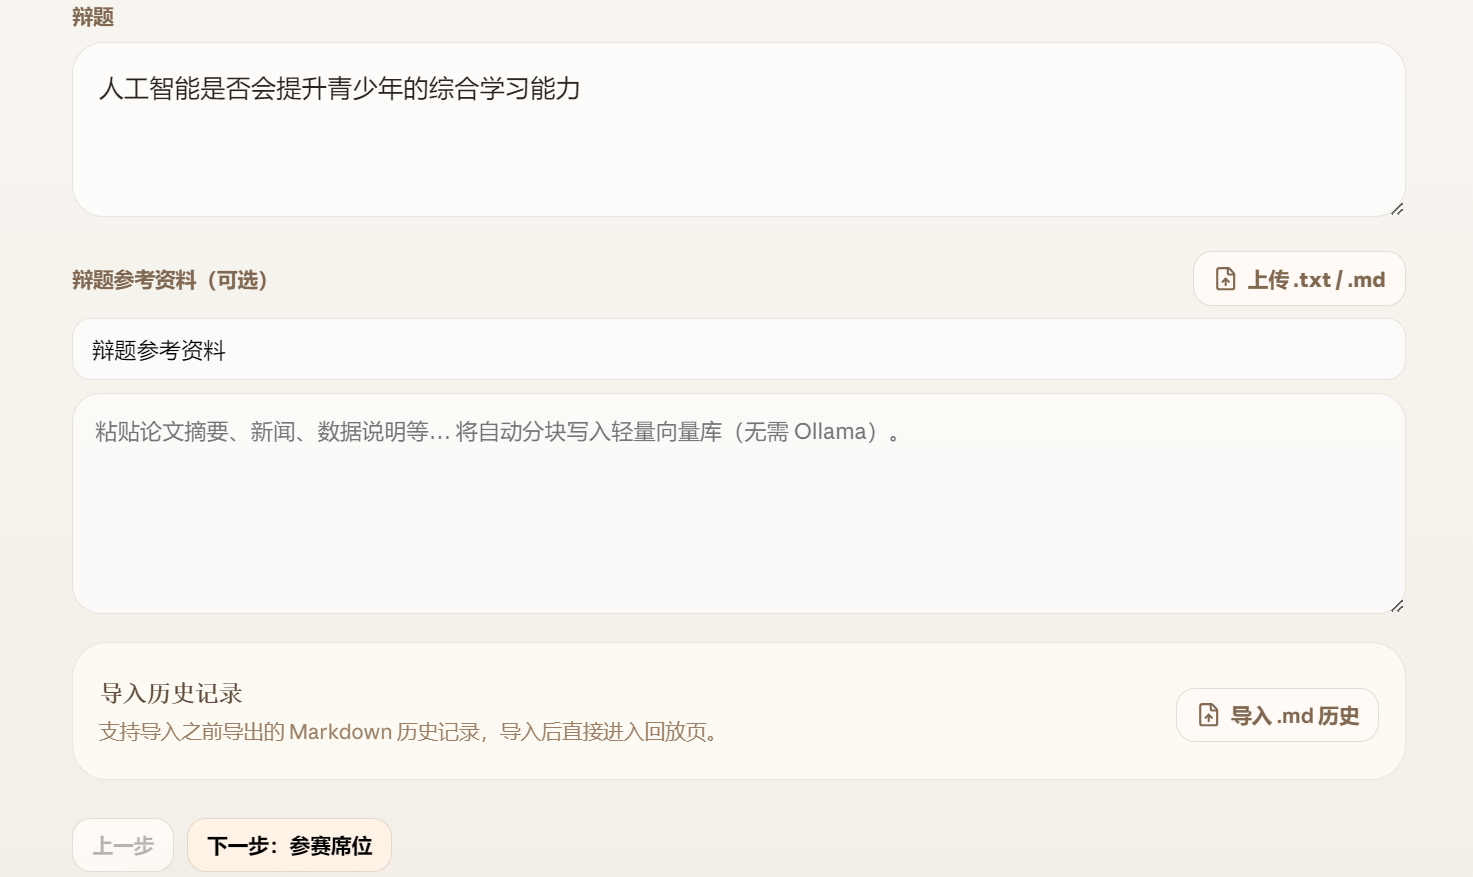 辩题
人工智能是否会提升青少年的综合学习能力
辩题参考资料（可选）
上传 .txt / .md
辩题参考资料
粘贴论文摘要、新闻、数据说明等… 将自动分块写入轻量向量库（无需 Ollama）。
导入历史记录
支持导入之前导出的 Markdown 历史记录，导入后直接进入回放页。
导入 .md 历史
上一步
下一步：参赛席位